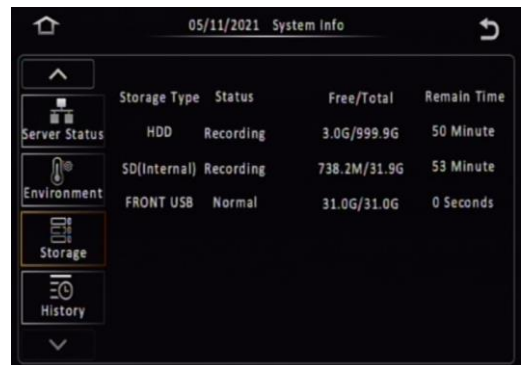 05/11/2021 System Info
Storage Type Status Free/Total Remain Time
Server Status
HDD Recording 3.0G/999.9G 50 Minute
SD(Internal) Recording 738.2M/31.9G 53 Minute
Environment
FRONT USB Normal 31.0G/31.0G 0 Seconds
Storage
History